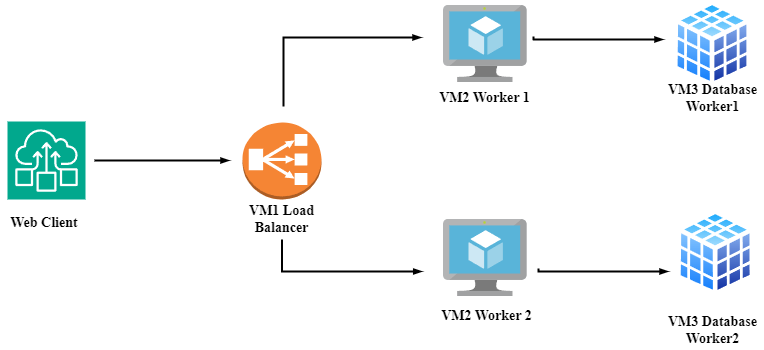 VM2 Worker 1
VM3 Database
Worker1
Web Client
VM1 Load
Balancer
VM2 Worker 2
VM3 Database
Worker2